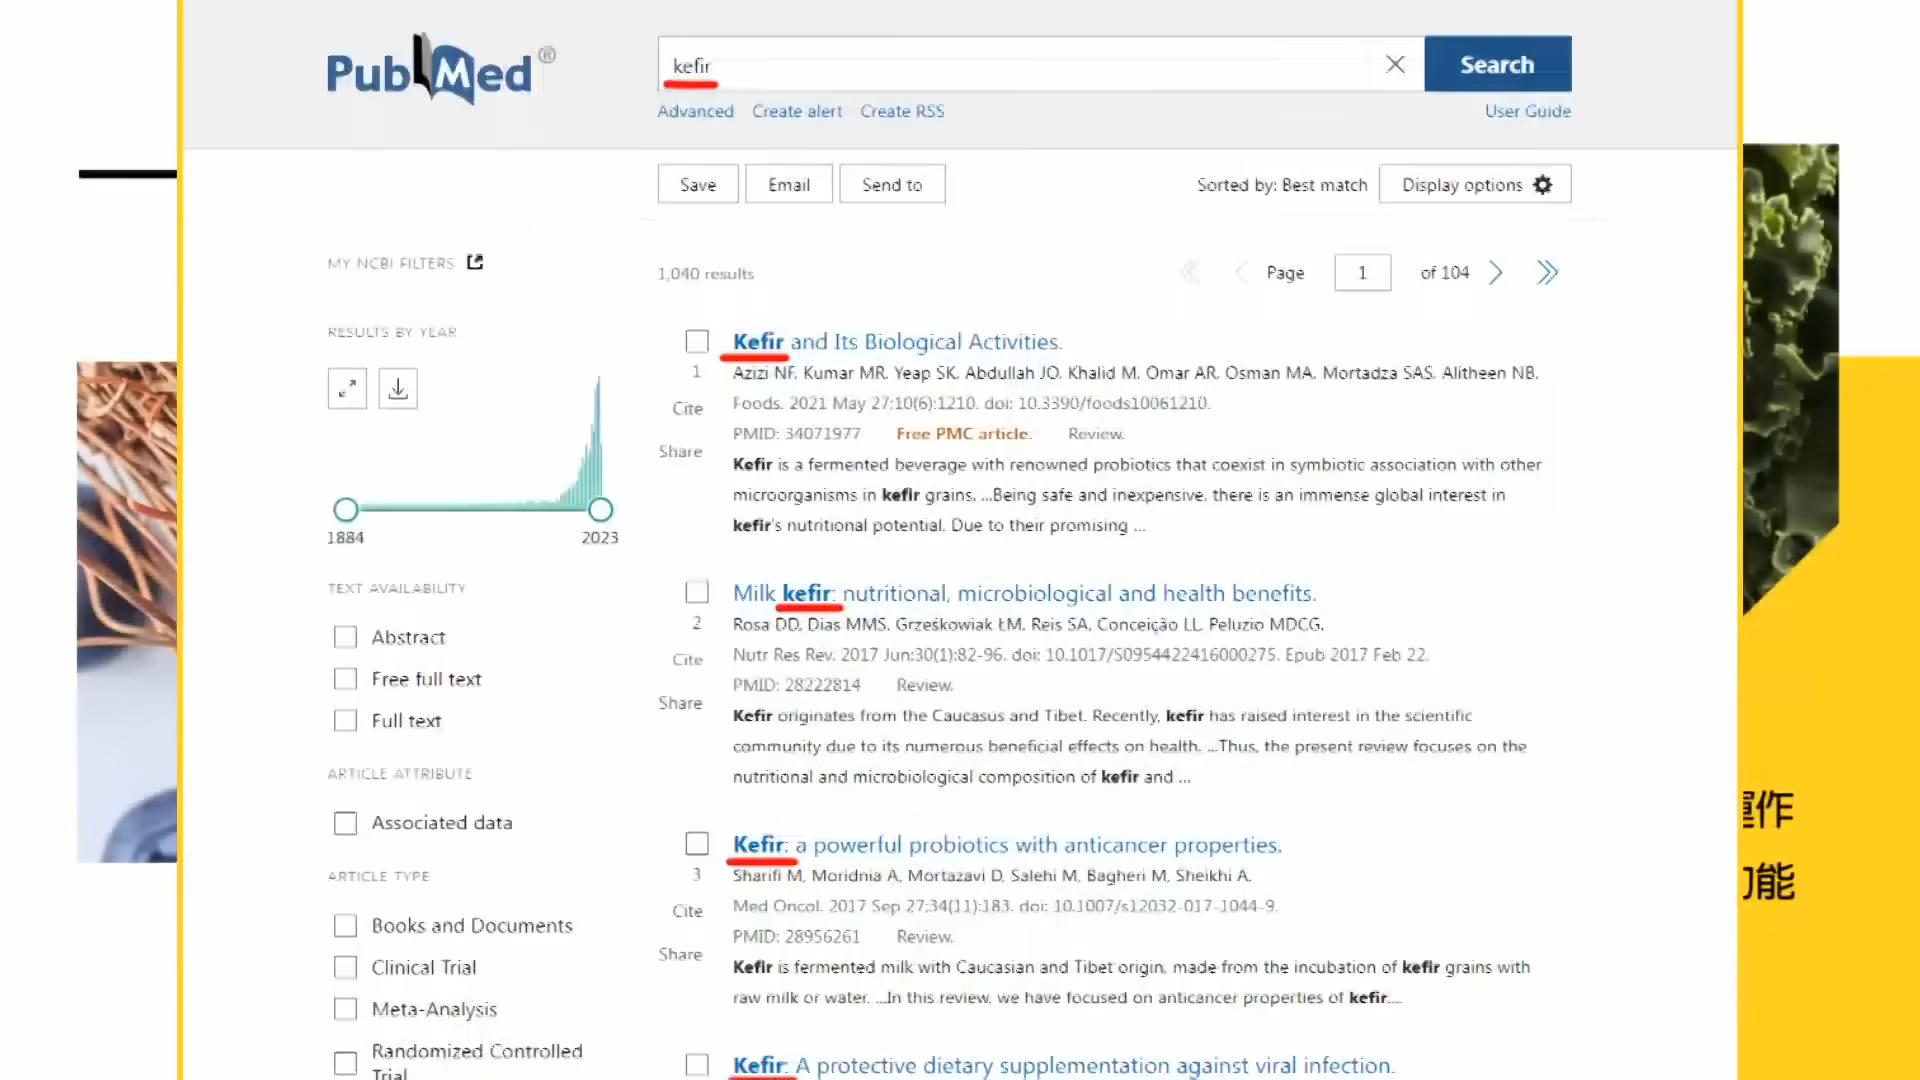 PubMed®
kefir
Search
Advanced Create alert Create RSS
User Guide
Save Email Send to
Sorted by: Best match
Display options
MY NCBI FILTERS
1,040 results
Page 1 of 104
RESULTS BY YEAR
1884 2023
TEXT AVAILABILITY
Abstract
Free full text
Full text
ARTICLE ATTRIBUTE
Associated data
ARTICLE TYPE
Books and Documents
Clinical Trial
Meta-Analysis
Randomized Controlled
Trial
Kefir and Its Biological Activities.
1
Cite
Share
Azizi NF, Kumar MR, Yeap SK, Abdullah JO, Khalid M, Omar AR, Osman MA, Mortadza SAS, Alitheen NB.
Foods. 2021 May 27;10(6):1210. doi: 10.3390/foods10061210.
PMID: 34071977 Free PMC article. Review.
Kefir is a fermented beverage with renowned probiotics that coexist in symbiotic association with other
microorganisms in kefir grains. ...Being safe and inexpensive, there is an immense global interest in
kefir's nutritional potential. Due to their promising ...
Milk kefir: nutritional, microbiological and health benefits.
2
Cite
Share
Rosa DD, Dias MMS, Grześkowiak ŁM, Reis SA, Conceição LL, Peluzio MDCG.
Nutr Res Rev. 2017 Jun;30(1):82-96. doi: 10.1017/S0954422416000275. Epub 2017 Feb 22.
PMID: 28222814 Review.
Kefir originates from the Caucasus and Tibet. Recently, kefir has raised interest in the scientific
community due to its numerous beneficial effects on health. ...Thus, the present review focuses on the
nutritional and microbiological composition of kefir and ...
Kefir: a powerful probiotics with anticancer properties.
3
Cite
Share
Sharifi M, Moridnia A, Mortazavi D, Salehi M, Bagheri M, Sheikhi A.
Med Oncol. 2017 Sep 27;34(11):183. doi: 10.1007/s12032-017-1044-9.
PMID: 28956261 Review.
Kefir is fermented milk with Caucasian and Tibet origin, made from the incubation of kefir grains with
raw milk or water. ...In this review, we have focused on anticancer properties of kefir....
Kefir: A protective dietary supplementation against viral infection.
作
能